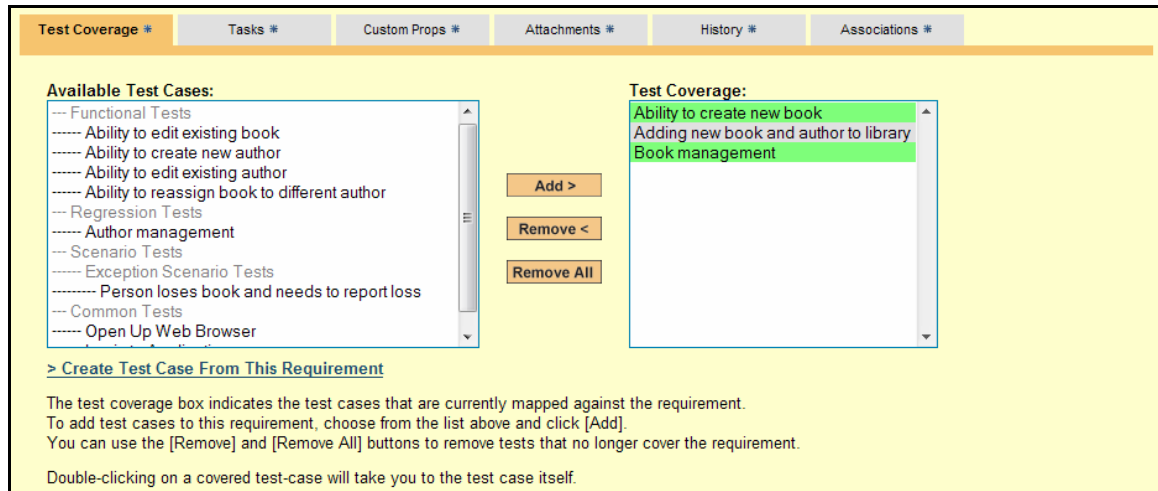 Test Coverage * Tasks * Custom Props * Attachments * History * Associations *
Available Test Cases:
--- Functional Tests
------ Ability to edit existing book
------ Ability to create new author
------ Ability to edit existing author
------ Ability to reassign book to different author
--- Regression Tests
------ Author management
--- Scenario Tests
------ Exception Scenario Tests
--------- Person loses book and needs to report loss
--- Common Tests
------ Open Up Web Browser
Add >
Remove <
Remove All
Test Coverage:
Ability to create new book
Adding new book and author to library
Book management
> Create Test Case From This Requirement
The test coverage box indicates the test cases that are currently mapped against the requirement.
To add test cases to this requirement, choose from the list above and click [Add].
You can use the [Remove] and [Remove All] buttons to remove tests that no longer cover the requirement.
Double-clicking on a covered test-case will take you to the test case itself.